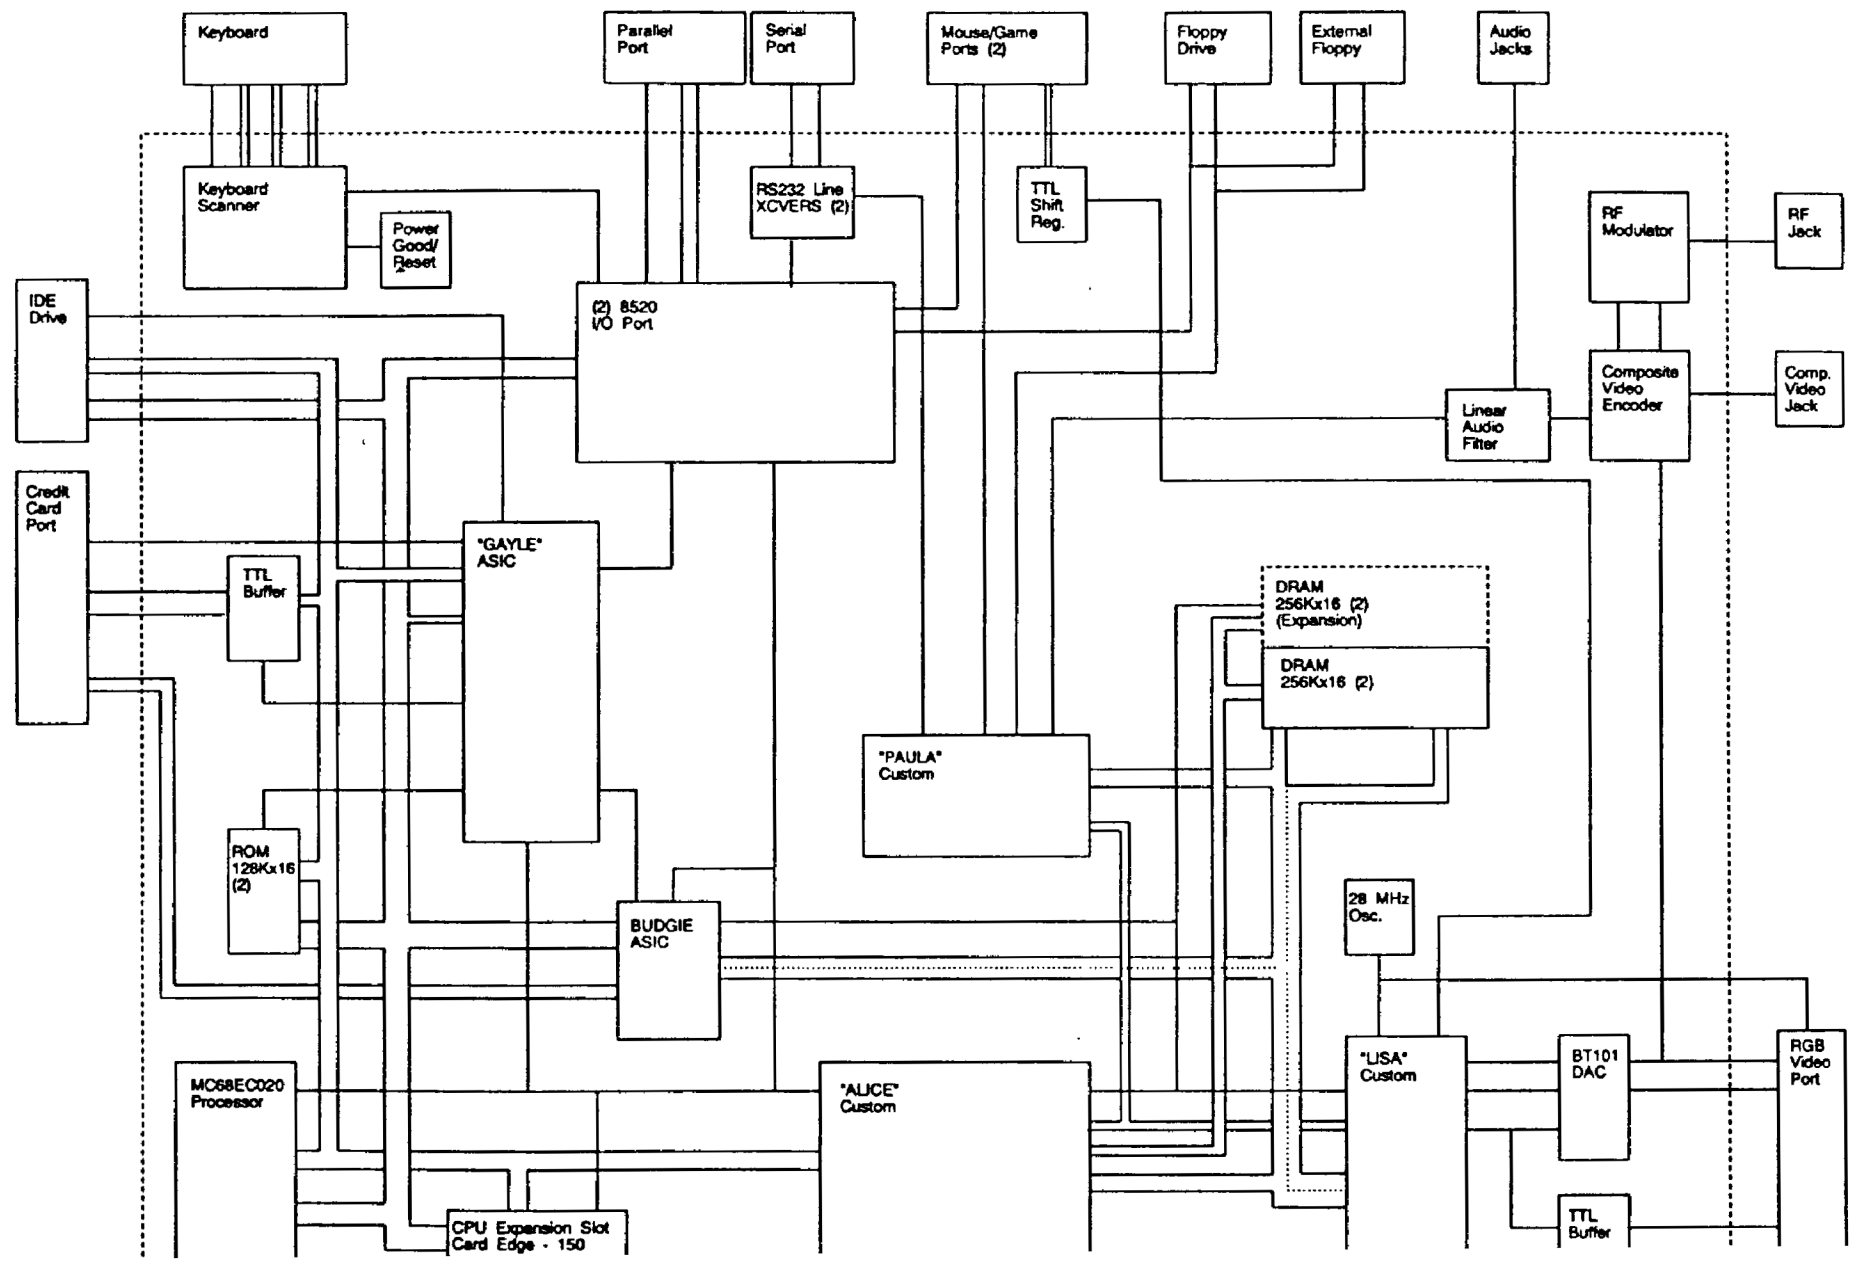 Keyboard
Parallel
Port
Serial
Port
Mouse/Game
Ports (2)
Floppy
Drive
External
Floppy
Audio
Jacks
Keyboard
Scanner
Power
Good/
Reset
RS232 Line
XCVERS (2)
TTL
Shift
Reg.
RF
Modulator
RF
Jack
IDE
Drive
(2) 8520
I/O Port
Composite
Video
Encoder
Comp.
Video
Jack
Linear
Audio
Filter
Credit
Card
Port
"GAYLE"
ASIC
TTL
Buffer
DRAM
256Kx16 (2)
(Expansion)
DRAM
256Kx16 (2)
"PAULA"
Custom
ROM
128Kx16
(2)
BUDGIE
ASIC
28 MHz
Osc.
MC68EC020
Processor
"ALICE"
Custom
"LISA"
Custom
BT101
DAC
RGB
Video
Port
CPU Expansion Slot
Card Edge - 150
TTL
Buffer